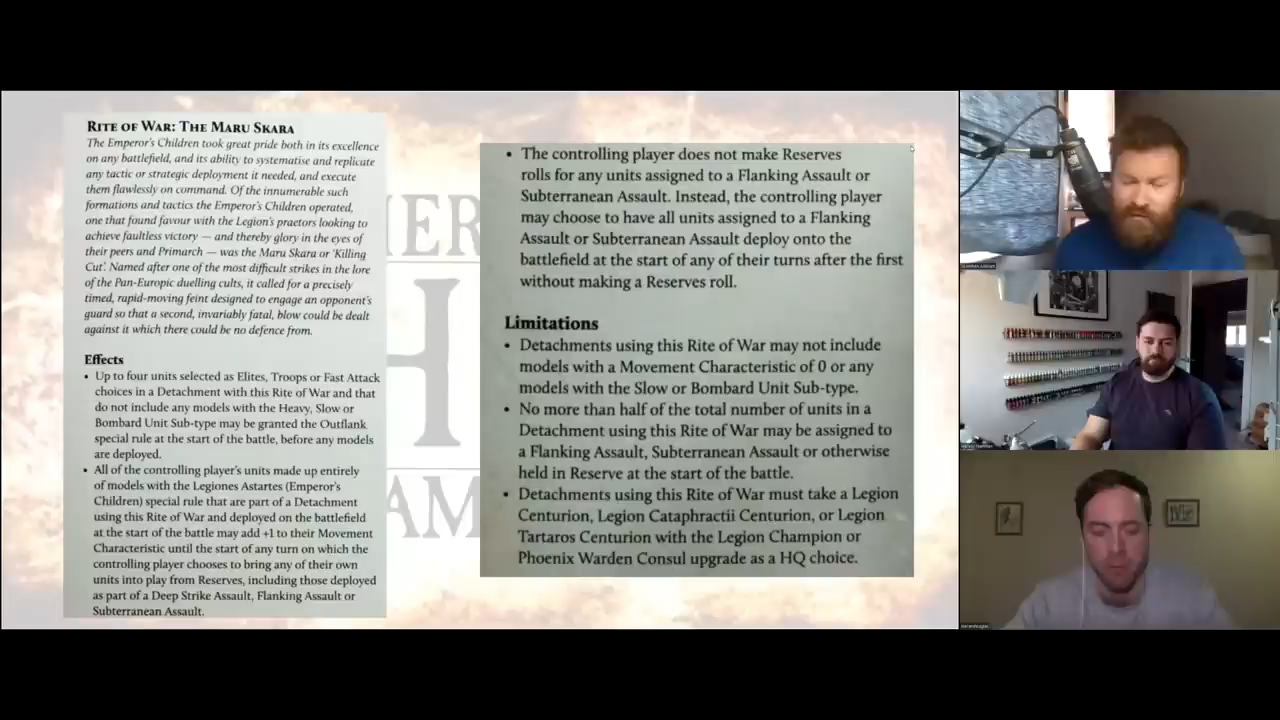 RITE OF WAR: THE MARU SKARA
The Emperor's Children took great pride both in its excellence
on any battlefield, and its ability to systematise and replicate
any tactic or strategic deployment it needed, and execute
them flawlessly on command. Of the innumerable such
formations and tactics the Emperor's Children operated,
one that found favour with the Legion's praetors looking to
achieve faultless victory — and thereby glory in the eyes of
their peers and Primarch — was the Maru Skara or 'Killing
Cut'. Named after one of the most difficult strikes in the lore
of the Pan-Europic duelling cults, it called for a precisely
timed, rapid-moving feint designed to engage an opponent's
guard so that a second, invariably fatal, blow could be dealt
against it which there could be no defence from.
Effects
• Up to four units selected as Elites, Troops or Fast Attack
choices in a Detachment with this Rite of War and that
do not include any models with the Heavy, Slow or
Bombard Unit Sub-type may be granted the Outflank
special rule at the start of the battle, before any models
are deployed.
• All of the controlling player's units made up entirely
of models with the Legiones Astartes (Emperor's
Children) special rule that are part of a Detachment
using this Rite of War and deployed on the battlefield
at the start of the battle may add +1 to their Movement
Characteristic until the start of any turn on which the
controlling player chooses to bring any of their own
units into play from Reserves, including those deployed
as part of a Deep Strike Assault, Flanking Assault or
Subterranean Assault.
• The controlling player does not make Reserves
rolls for any units assigned to a Flanking Assault or
Subterranean Assault. Instead, the controlling player
may choose to have all units assigned to a Flanking
Assault or Subterranean Assault deploy onto the
battlefield at the start of any of their turns after the first
without making a Reserves roll.
Limitations
• Detachments using this Rite of War may not include
models with a Movement Characteristic of 0 or any
models with the Slow or Bombard Unit Sub-type.
• No more than half of the total number of units in a
Detachment using this Rite of War may be assigned to
a Flanking Assault, Subterranean Assault or otherwise
held in Reserve at the start of the battle.
• Detachments using this Rite of War must take a Legion
Centurion, Legion Cataphractii Centurion, or Legion
Tartaros Centurion with the Legion Champion or
Phoenix Warden Consul upgrade as a HQ choice.
HER
H
AM